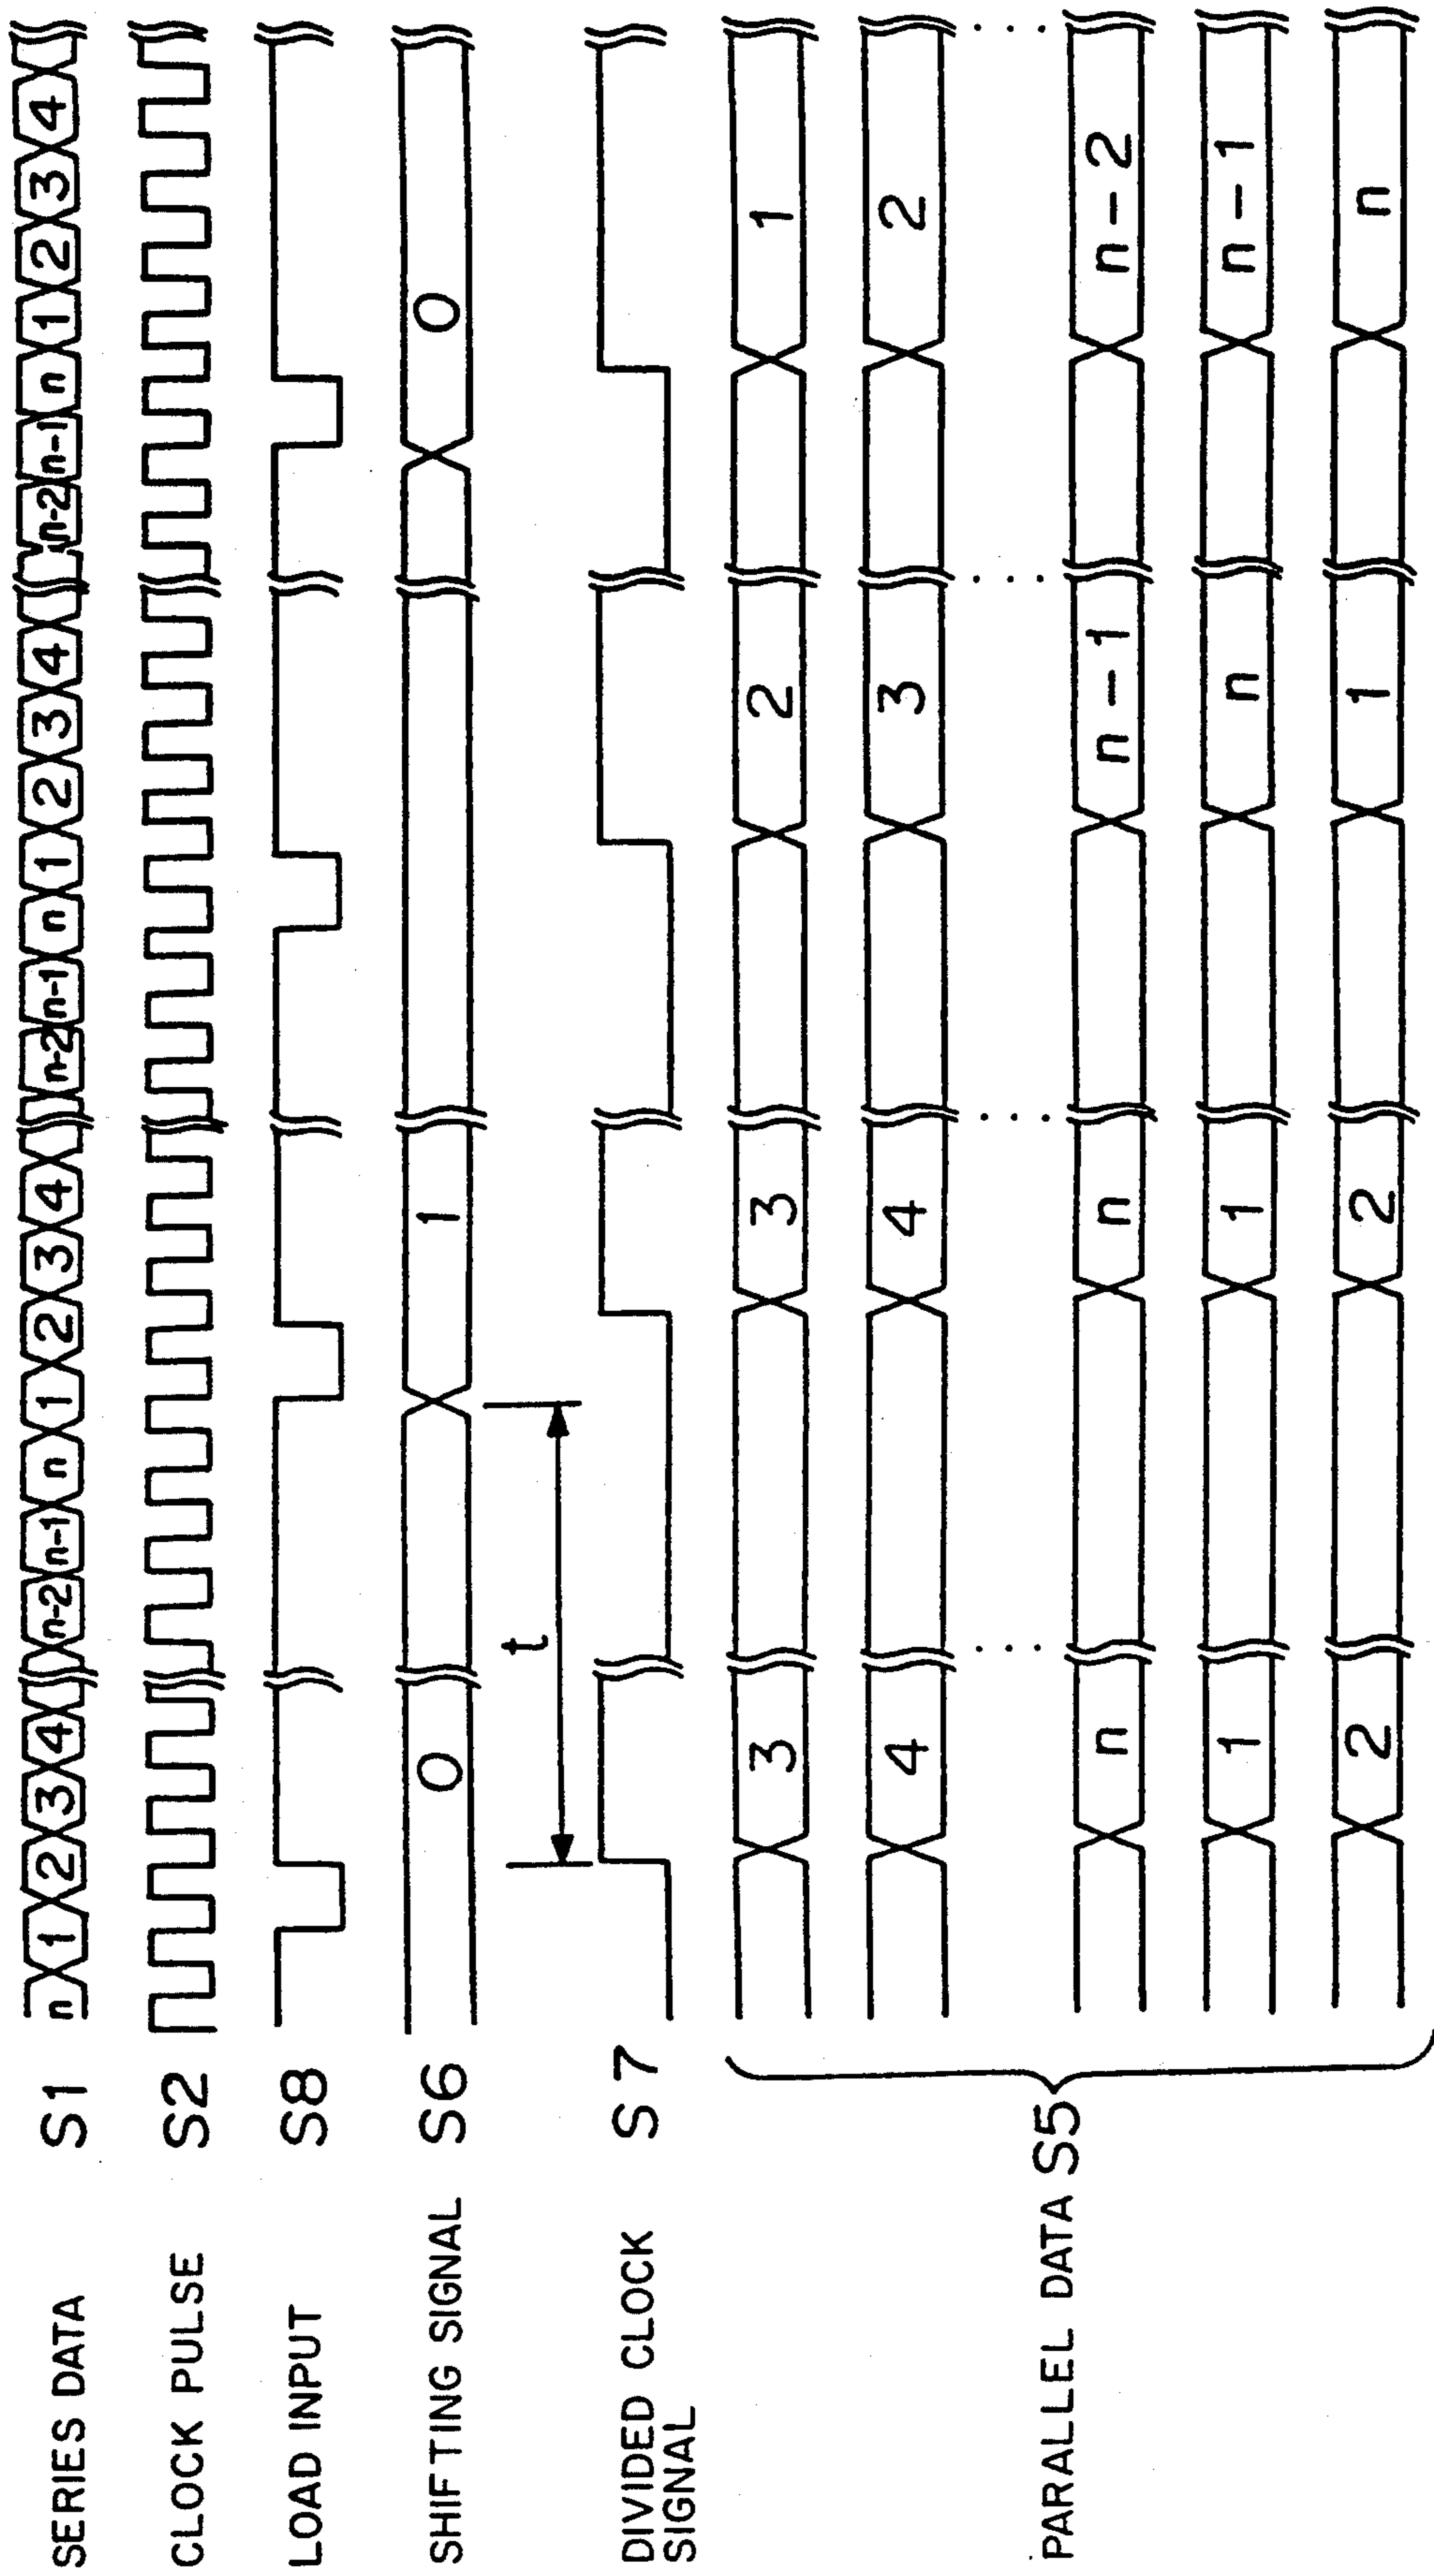 SERIES DATA S1 n 1 2 3 4 n-2 n-1 n 1 2 3 4 n-2 n-1 n 1 2 3 4 n-2 n-1 n 1 2 3 4
CLOCK PULSE S2
LOAD INPUT S8
SHIFTING SIGNAL S6 0 1 0
t
DIVIDED CLOCK S7
SIGNAL
3 3 2 1
4 4 3 2
... ... ... ...
PARALLEL DATA S5
n n n-1 n-2
1 1 n n-1
2 2 1 n